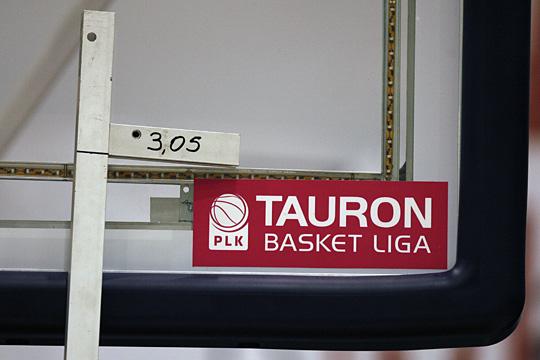 3,05
TAURON
PLK
BASKET LIGA